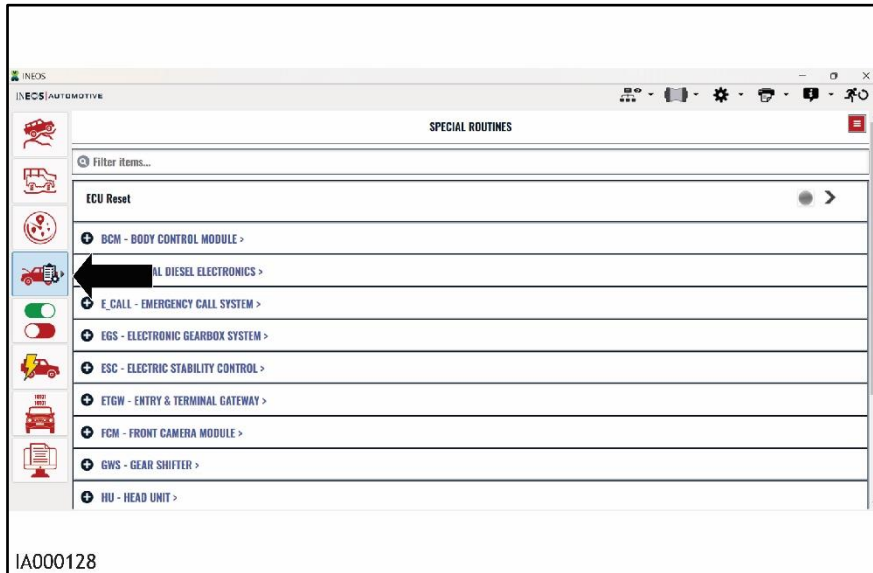 INEOS
INEOS AUTOMOTIVE
SPECIAL ROUTINES
Filter items...
ECU Reset
BCM - BODY CONTROL MODULE >
AL DIESEL ELECTRONICS >
E_CALL - EMERGENCY CALL SYSTEM >
EGS - ELECTRONIC GEARBOX SYSTEM >
ESC - ELECTRIC STABILITY CONTROL >
ETGW - ENTRY & TERMINAL GATEWAY >
FCM - FRONT CAMERA MODULE >
GWS - GEAR SHIFTER >
HU - HEAD UNIT >
IA000128